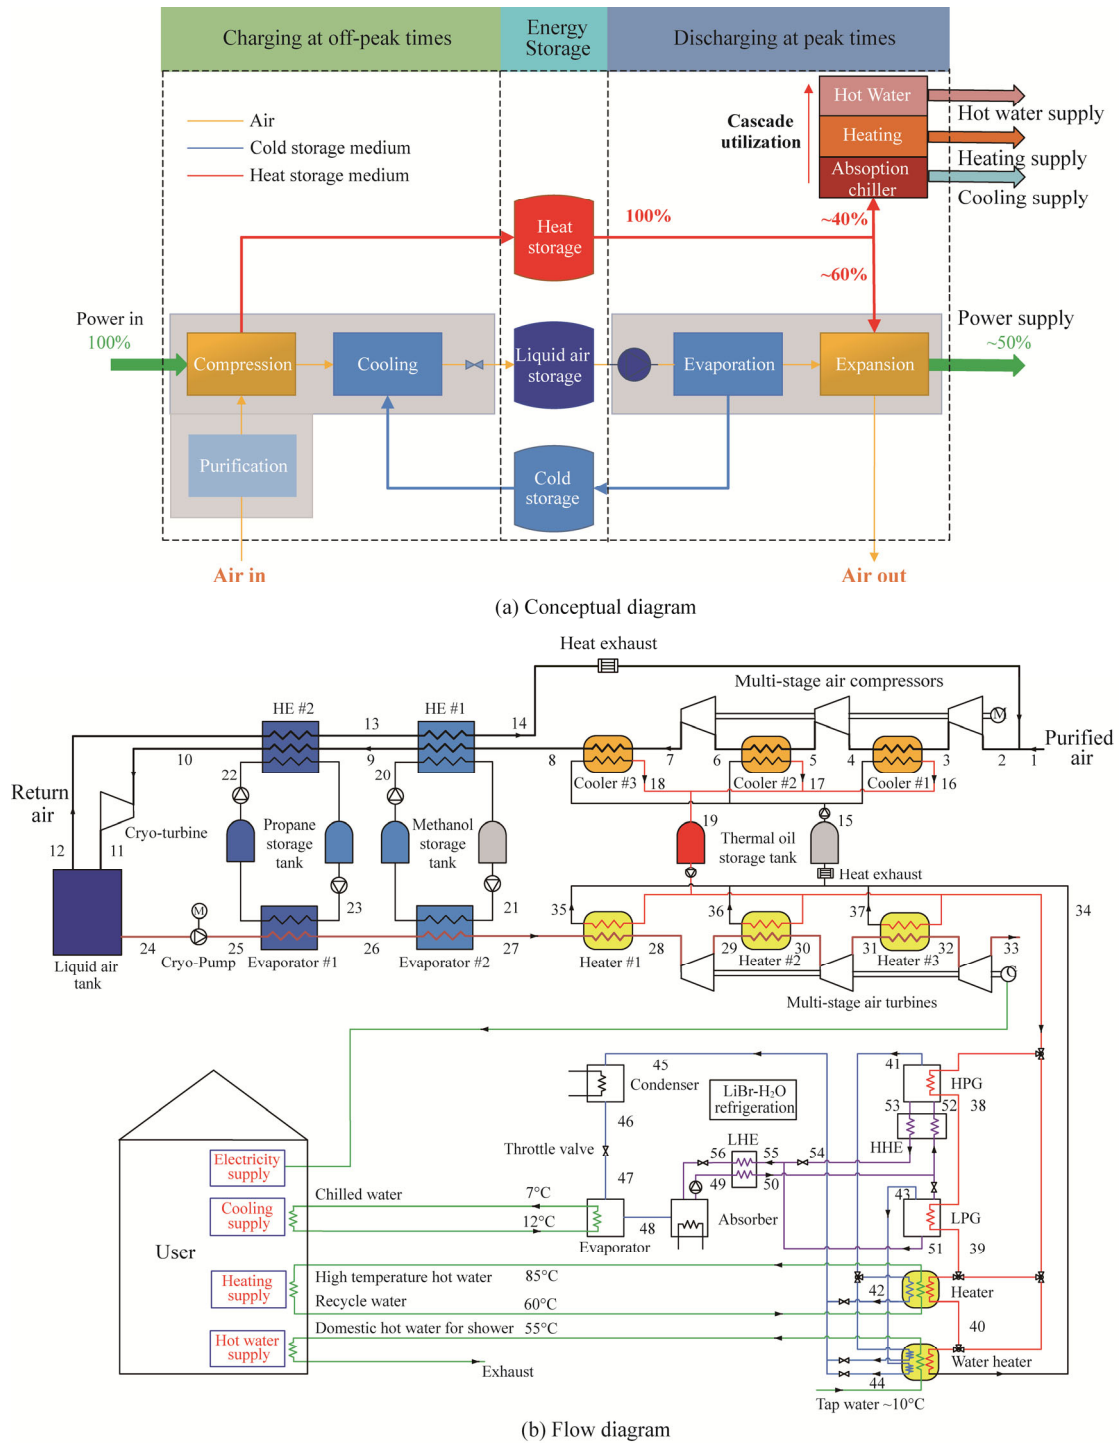 Charging at off-peak times
Energy
Storage
Discharging at peak times
Air
Cold storage medium
Heat storage medium
Cascade
utilization
Hot Water
Heating
Absoption
chiller
Hot water supply
Heating supply
Cooling supply
Heat
storage
100%
~40%
~60%
Power in
100%
Compression
Cooling
Liquid air
storage
Evaporation
Expansion
Power supply
~50%
Purification
Cold
storage
Air in
Air out
(a) Conceptual diagram
Heat exhaust
Multi-stage air compressors
HE #2
13
HE #1
14
M
Purified
air
10
9
8
7
6
5
4
3
2
1
22
20
Cooler #3
Cooler #2
Cooler #1
18
17
16
Return
air
Cryo-turbine
12
11
Propane
storage
tank
Methanol
storage
tank
19
Thermal oil
storage tank
15
Heat exhaust
23
21
35
36
37
34
M
24
25
26
27
28
29
30
31
32
33
Liquid air
tank
Cryo-Pump
Evaporator #1
Evaporator #2
Heater #1
Heater #2
Heater #3
G
Multi-stage air turbines
45
Condenser
LiBr-H₂O
refrigeration
41
HPG
46
53
52
38
HHE
Throttle valve
LHE
56
55
54
47
49
50
43
Electricity
supply
Chilled water
7°C
Cooling
supply
12°C
48
Absorber
LPG
Evaporator
51
39
User
Heating
supply
High temperature hot water
85°C
42
Heater
Recycle water
60°C
40
Hot water
supply
Domestic hot water for shower
55°C
Water heater
Exhaust
44
Tap water ~10°C
(b) Flow diagram